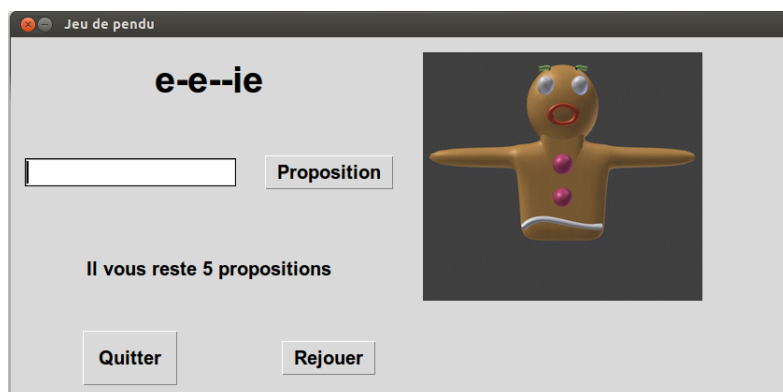 Jeu de pendu
e-e--ie
Proposition
Il vous reste 5 propositions
Quitter
Rejouer